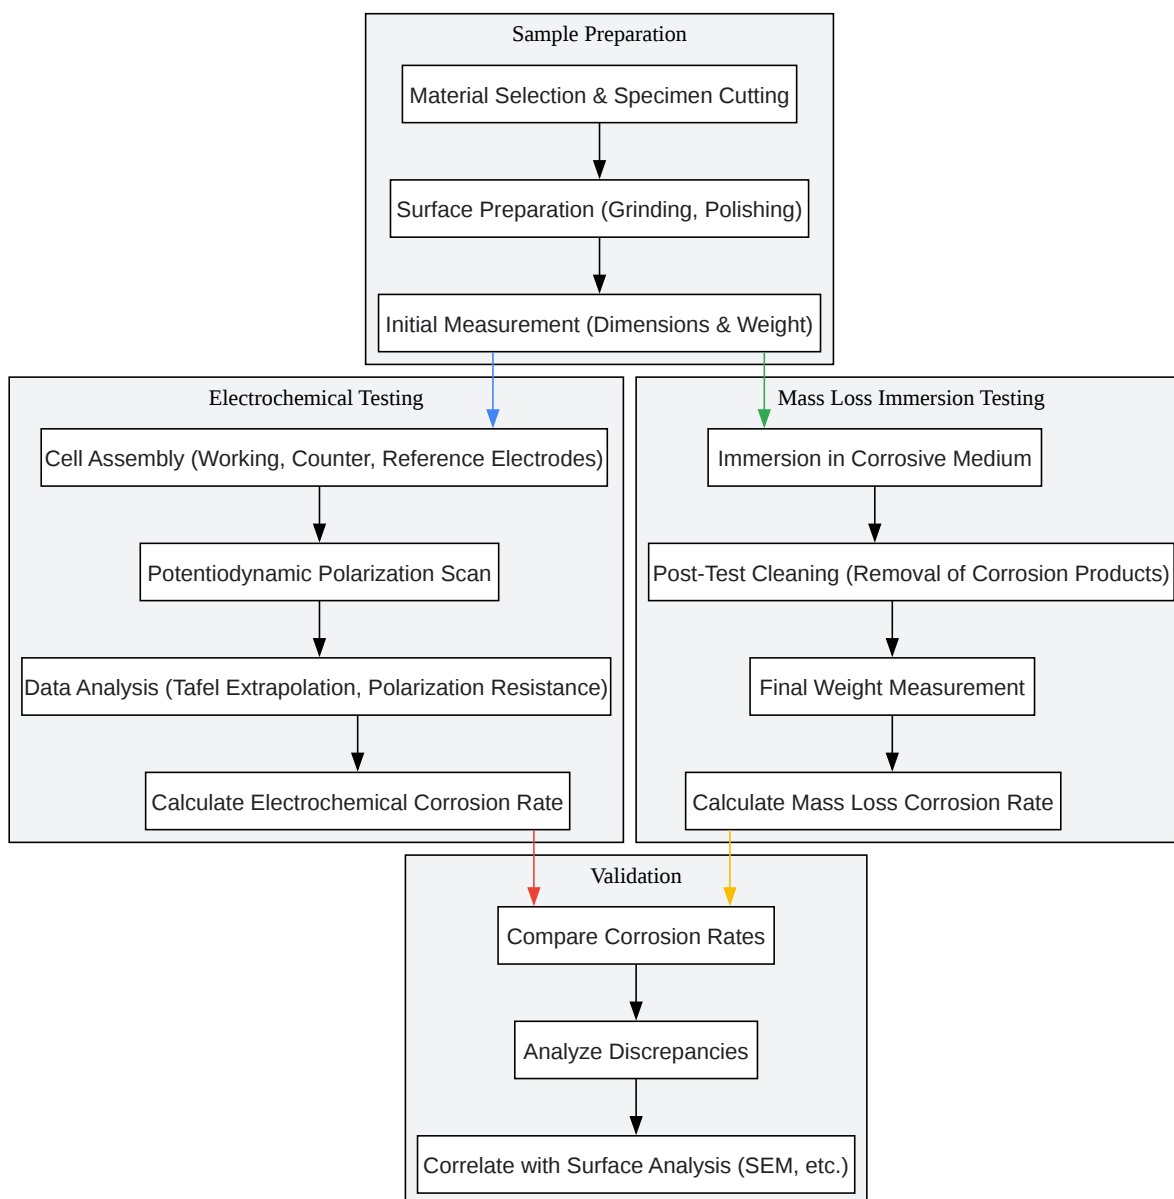 Sample Preparation
Material Selection & Specimen Cutting
Surface Preparation (Grinding, Polishing)
Initial Measurement (Dimensions & Weight)
Electrochemical Testing
Cell Assembly (Working, Counter, Reference Electrodes)
Potentiodynamic Polarization Scan
Data Analysis (Tafel Extrapolation, Polarization Resistance)
Calculate Electrochemical Corrosion Rate
Mass Loss Immersion Testing
Immersion in Corrosive Medium
Post-Test Cleaning (Removal of Corrosion Products)
Final Weight Measurement
Calculate Mass Loss Corrosion Rate
Validation
Compare Corrosion Rates
Analyze Discrepancies
Correlate with Surface Analysis (SEM, etc.)